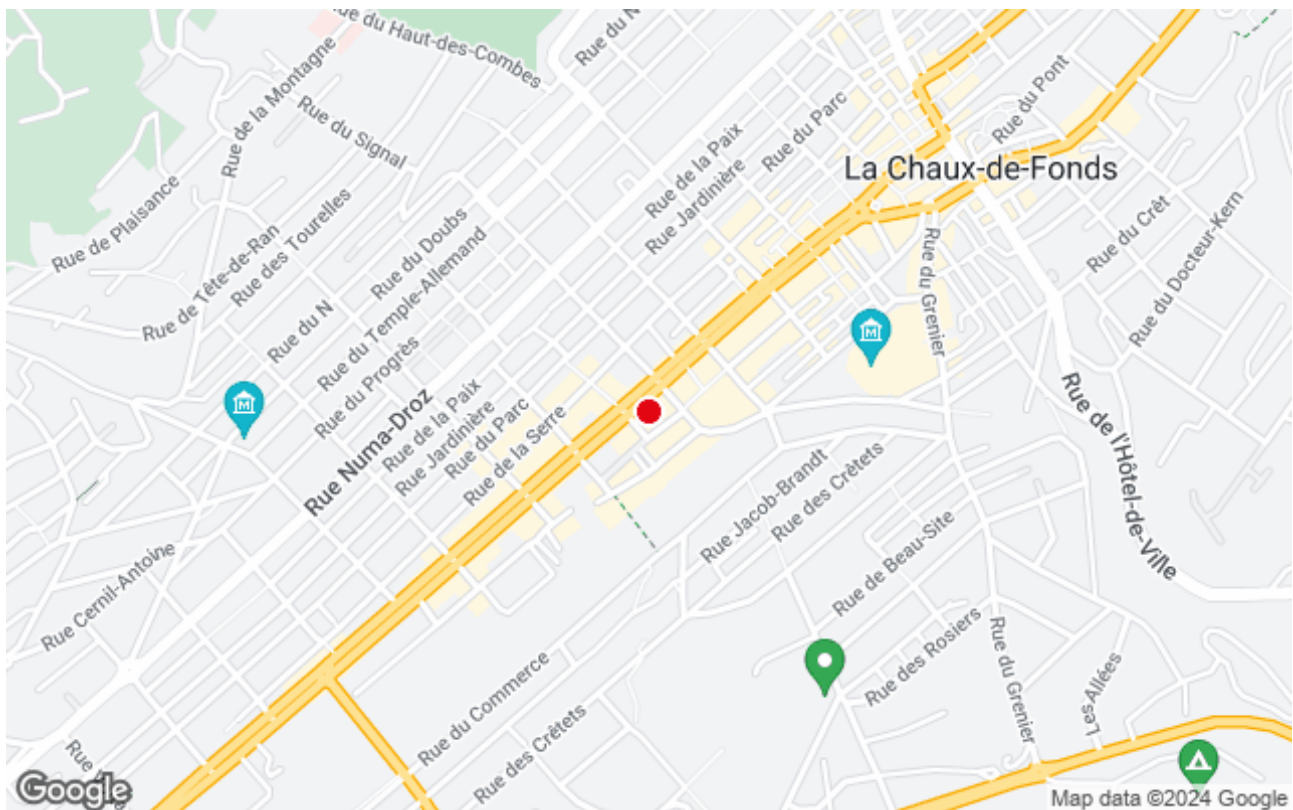 Rue du Haut-des-Combes
Rue du N
Rue de la Montagne
Rue du Signal
Rue du Parc
Rue du Pont
Rue de la Paix
Rue Jardinière
La Chaux-de-Fonds
Rue de Plaisance
Rue des Tourelles
Rue de Tête-de-Ran
Rue du Doubs
Rue du Temple-Allemand
Rue du N
Rue du Progrès
Rue du Crêt
Rue du Docteur-Kern
Rue du Grenier
M
M
Rue Numa-Droz
Rue de la Paix
Rue Jardinière
Rue du Parc
Rue de la Serre
Rue de l'Hôtel-de-Ville
Rue Jacob-Brandt
Rue des Crêtets
Rue de Beau-Site
Rue Cernil-Antoine
Rue des Rosiers
Rue du Grenier
Les Allées
Rue du Commerce
Rue des Crêtets
Google
Map data ©2024 Google